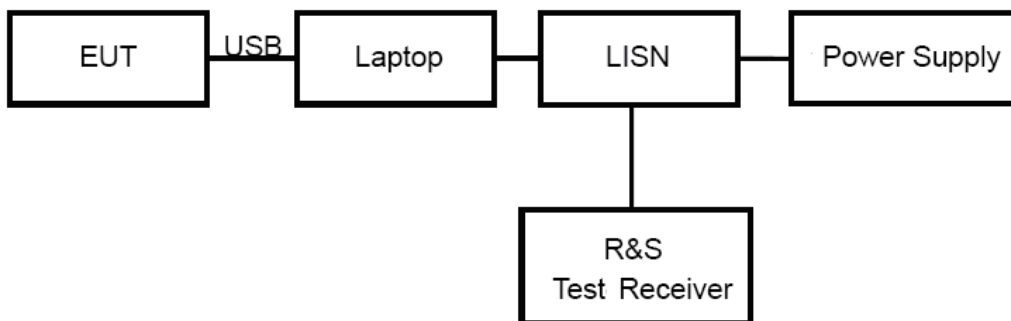 EUT
USB
Laptop
LISN
Power Supply
R&S
Test Receiver